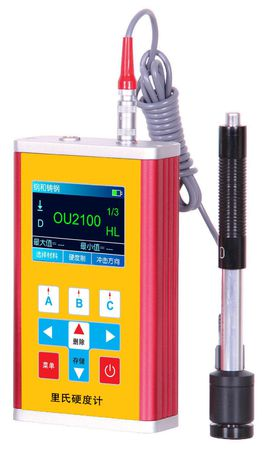 钢和铸钢
D OU2100 1/3
HL
最大值= --- 最小值= ---
选择材料 硬度制 冲击方向
A B C
删除
菜单 存储
里氏硬度计
D